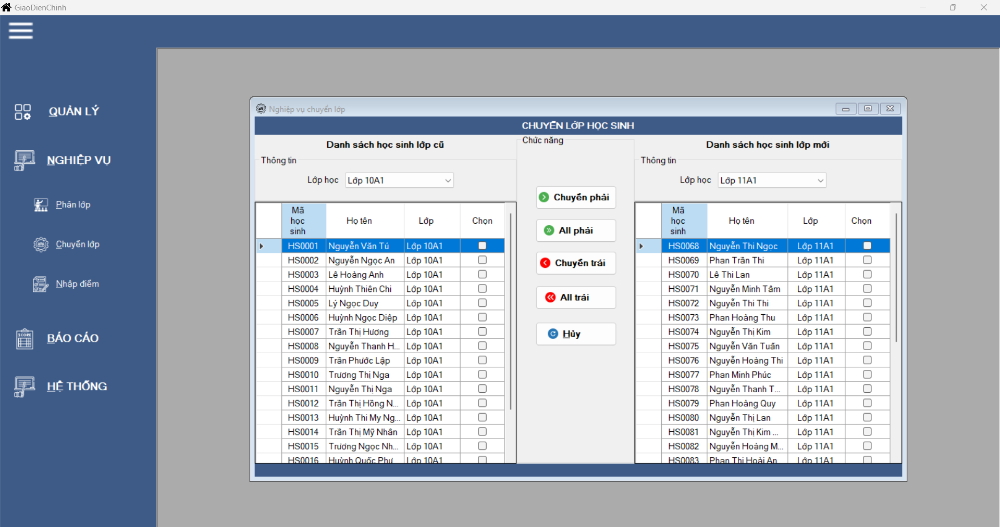 GiaoDienChinh
QUẢN LÝ
NGHIỆP VỤ
Phân lớp
Chuyển lớp
Nhập điểm
BÁO CÁO
HỆ THỐNG
Nghiệp vụ chuyển lớp
CHUYỂN LỚP HỌC SINH
Danh sách học sinh lớp cũ
Thông tin
Lớp học Lớp 10A1
Mã học sinh Họ tên Lớp Chọn
HS0001 Nguyễn Văn Tú Lớp 10A1
HS0002 Nguyễn Ngọc An Lớp 10A1
HS0003 Lê Hoàng Anh Lớp 10A1
HS0004 Huỳnh Thiên Chi Lớp 10A1
HS0005 Lý Ngọc Duy Lớp 10A1
HS0006 Huỳnh Ngọc Diệp Lớp 10A1
HS0007 Trần Thị Hương Lớp 10A1
HS0008 Nguyễn Thanh H... Lớp 10A1
HS0009 Trần Phước Lập Lớp 10A1
HS0010 Trương Thị Nga Lớp 10A1
HS0011 Nguyễn Thị Nga Lớp 10A1
HS0012 Trần Thị Hồng N... Lớp 10A1
HS0013 Huỳnh Thi My Ng... Lớp 10A1
HS0014 Trần Thị Mỹ Nhân Lớp 10A1
HS0015 Trương Ngọc Nh... Lớp 10A1
HS0016 Huỳnh Quốc Phư Lớp 10A1
Chức năng
Chuyển phải
All phải
Chuyển trái
All trái
Hủy
Danh sách học sinh lớp mới
Thông tin
Lớp học Lớp 11A1
Mã học sinh Họ tên Lớp Chọn
HS0068 Nguyễn Thi Ngọc Lớp 11A1
HS0069 Phan Trần Thi Lớp 11A1
HS0070 Lê Thi Lan Lớp 11A1
HS0071 Nguyễn Minh Tâm Lớp 11A1
HS0072 Nguyễn Thi Thi Lớp 11A1
HS0073 Phan Hoàng Thu Lớp 11A1
HS0074 Nguyễn Thị Kim Lớp 11A1
HS0075 Nguyễn Văn Tuấn Lớp 11A1
HS0076 Nguyễn Hoàng Thi Lớp 11A1
HS0077 Phan Minh Phúc Lớp 11A1
HS0078 Nguyễn Thanh T... Lớp 11A1
HS0079 Phan Hoàng Quy Lớp 11A1
HS0080 Nguyễn Thị Lan Lớp 11A1
HS0081 Nguyễn Thị Kim ... Lớp 11A1
HS0082 Nguyễn Hoàng M... Lớp 11A1
HS0083 Phan Thi Hoài An Lớp 11A1